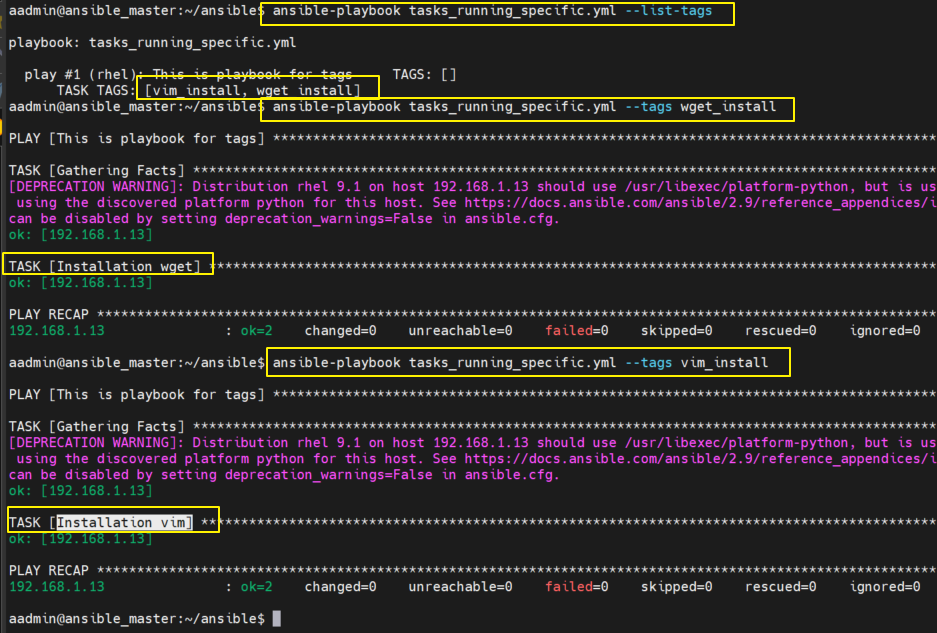 aadmin@ansible_master:~/ansible$ ansible-playbook tasks_running_specific.yml --list-tags
playbook: tasks_running_specific.yml
play #1 (rhel): This is playbook for tags TAGS: []
TASK TAGS: [vim_install, wget_install]
aadmin@ansible_master:~/ansible$ ansible-playbook tasks_running_specific.yml --tags wget_install
PLAY [This is playbook for tags] ***********************************************************************************
TASK [Gathering Facts] *********************************************************************************************
[DEPRECATION WARNING]: Distribution rhel 9.1 on host 192.168.1.13 should use /usr/libexec/platform-python, but is us
using the discovered platform python for this host. See https://docs.ansible.com/ansible/2.9/reference_appendices/i
can be disabled by setting deprecation_warnings=False in ansible.cfg.
ok: [192.168.1.13]
TASK [Installation wget] *******************************************************************************************
ok: [192.168.1.13]
PLAY RECAP *********************************************************************************************************
192.168.1.13 : ok=2 changed=0 unreachable=0 failed=0 skipped=0 rescued=0 ignored=0
aadmin@ansible_master:~/ansible$ ansible-playbook tasks_running_specific.yml --tags vim_install
PLAY [This is playbook for tags] ***********************************************************************************
TASK [Gathering Facts] *********************************************************************************************
[DEPRECATION WARNING]: Distribution rhel 9.1 on host 192.168.1.13 should use /usr/libexec/platform-python, but is us
using the discovered platform python for this host. See https://docs.ansible.com/ansible/2.9/reference_appendices/i
can be disabled by setting deprecation_warnings=False in ansible.cfg.
ok: [192.168.1.13]
TASK [Installation vim] ********************************************************************************************
ok: [192.168.1.13]
PLAY RECAP *********************************************************************************************************
192.168.1.13 : ok=2 changed=0 unreachable=0 failed=0 skipped=0 rescued=0 ignored=0
aadmin@ansible_master:~/ansible$